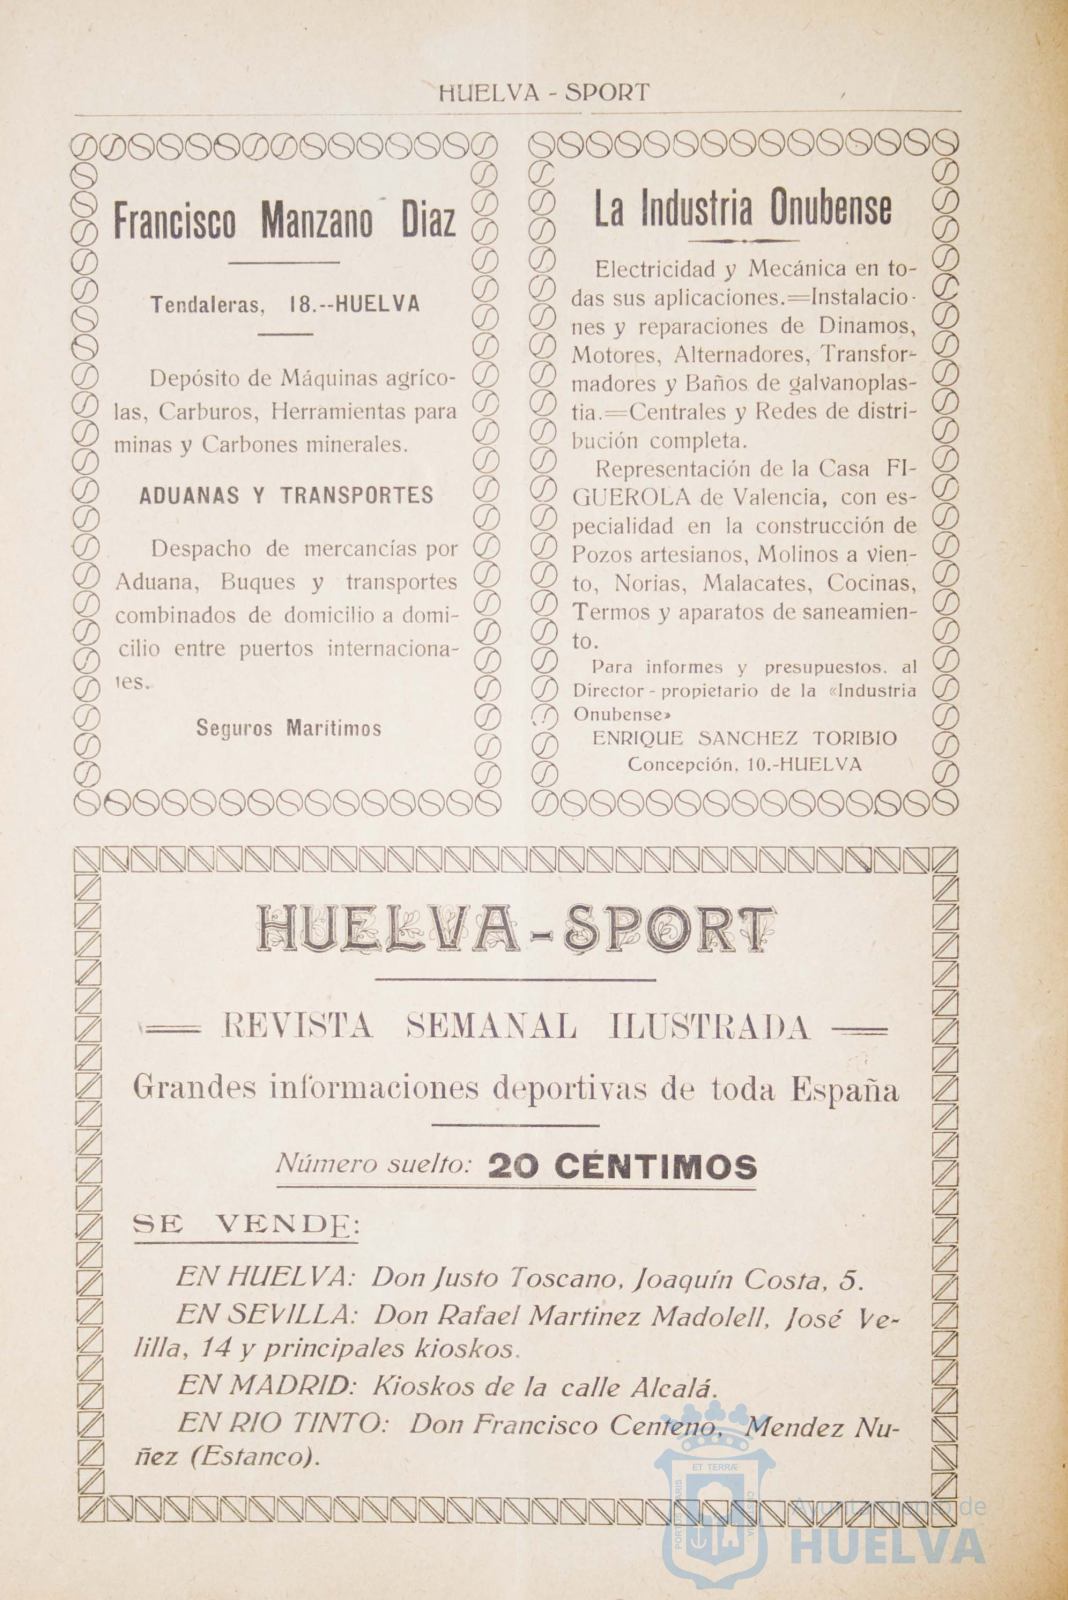 HUELVA - SPORT
Francisco Manzano Diaz
Tendaleras, 18.--HUELVA
Depósito de Máquinas agríco-
las, Carburos, Herramientas para
minas y Carbones minerales.
ADUANAS Y TRANSPORTES
Despacho de mercancías por
Aduana, Buques y transportes
combinados de domicilio a domi-
cilio entre puertos internaciona-
les.
Seguros Marítimos
La Industria Onubense
Electricidad y Mecánica en to-
das sus aplicaciones.=Instalacio-
nes y reparaciones de Dinamos,
Motores, Alternadores, Transfor-
madores y Baños de galvanoplas-
tia.=Centrales y Redes de distri-
bución completa.
Representación de la Casa FI-
GUEROLA de Valencia, con es-
pecialidad en la construcción de
Pozos artesianos, Molinos a vien-
to, Norias, Malacates, Cocinas,
Termos y aparatos de saneamien-
to.
Para informes y presupuestos. al
Director - propietario de la «Industria
Onubense»
ENRIQUE SANCHEZ TORIBIO
Concepción, 10.-HUELVA
HUELVA-SPORT
REVISTA SEMANAL ILUSTRADA
Grandes informaciones deportivas de toda España
Número suelto: 20 CÉNTIMOS
SE VENDE:
EN HUELVA: Don Justo Toscano, Joaquín Costa, 5.
EN SEVILLA: Don Rafael Martinez Madolell, José Ve-
lilla, 14 y principales kioskos.
EN MADRID: Kioskos de la calle Alcalá.
EN RIO TINTO: Don Francisco Centeno, Mendez Nu-
ñez (Estanco).
ET TERRÆ
PORTUS MARIS
CUSTODIA
Ayuntamiento de
HUELVA